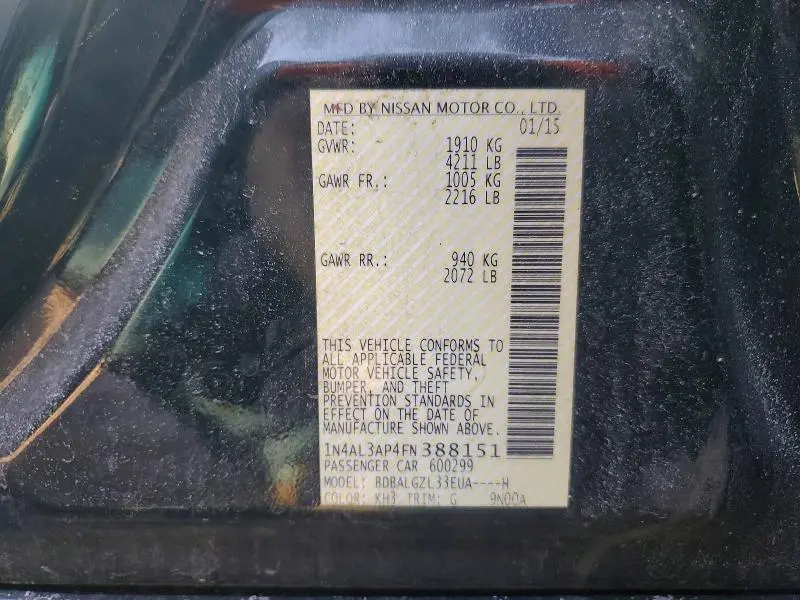 MFD BY NISSAN MOTOR CO., LTD.
DATE: 01/15
GVWR: 1910 KG
4211 LB
GAWR FR.: 1005 KG
2216 LB
GAWR RR.: 940 KG
2072 LB
THIS VEHICLE CONFORMS TO
ALL APPLICABLE FEDERAL
MOTOR VEHICLE SAFETY,
BUMPER, AND THEFT
PREVENTION STANDARDS IN
EFFECT ON THE DATE OF
MANUFACTURE SHOWN ABOVE.
1N4AL3AP4FN388151
PASSENGER CAR 600299
MODEL: BDBALGZL33EUA----H
COLOR: KH3 TRIM: G 9N00A